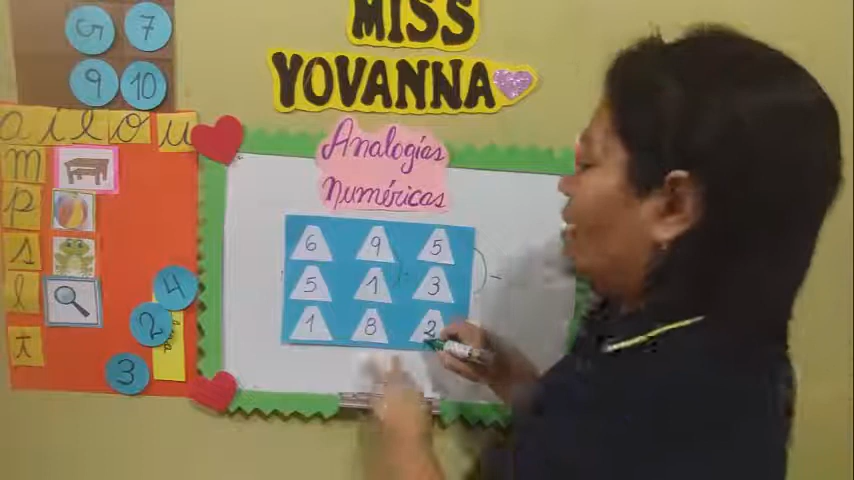 MISS
YOVANNA
5 7
9 10
a i e o u
m
p
s
l
t
4
2
3
Analogías
Numéricas
6 9 5
5 1 3
1 8 2